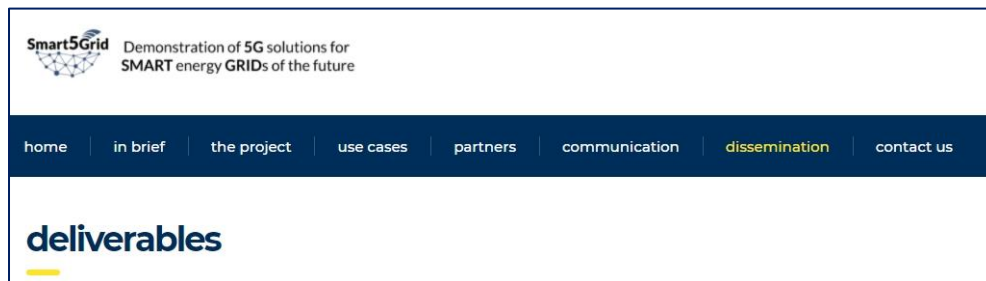 Smart5Grid
Demonstration of 5G solutions for
SMART energy GRIDs of the future
home in brief the project use cases partners communication dissemination contact us
deliverables